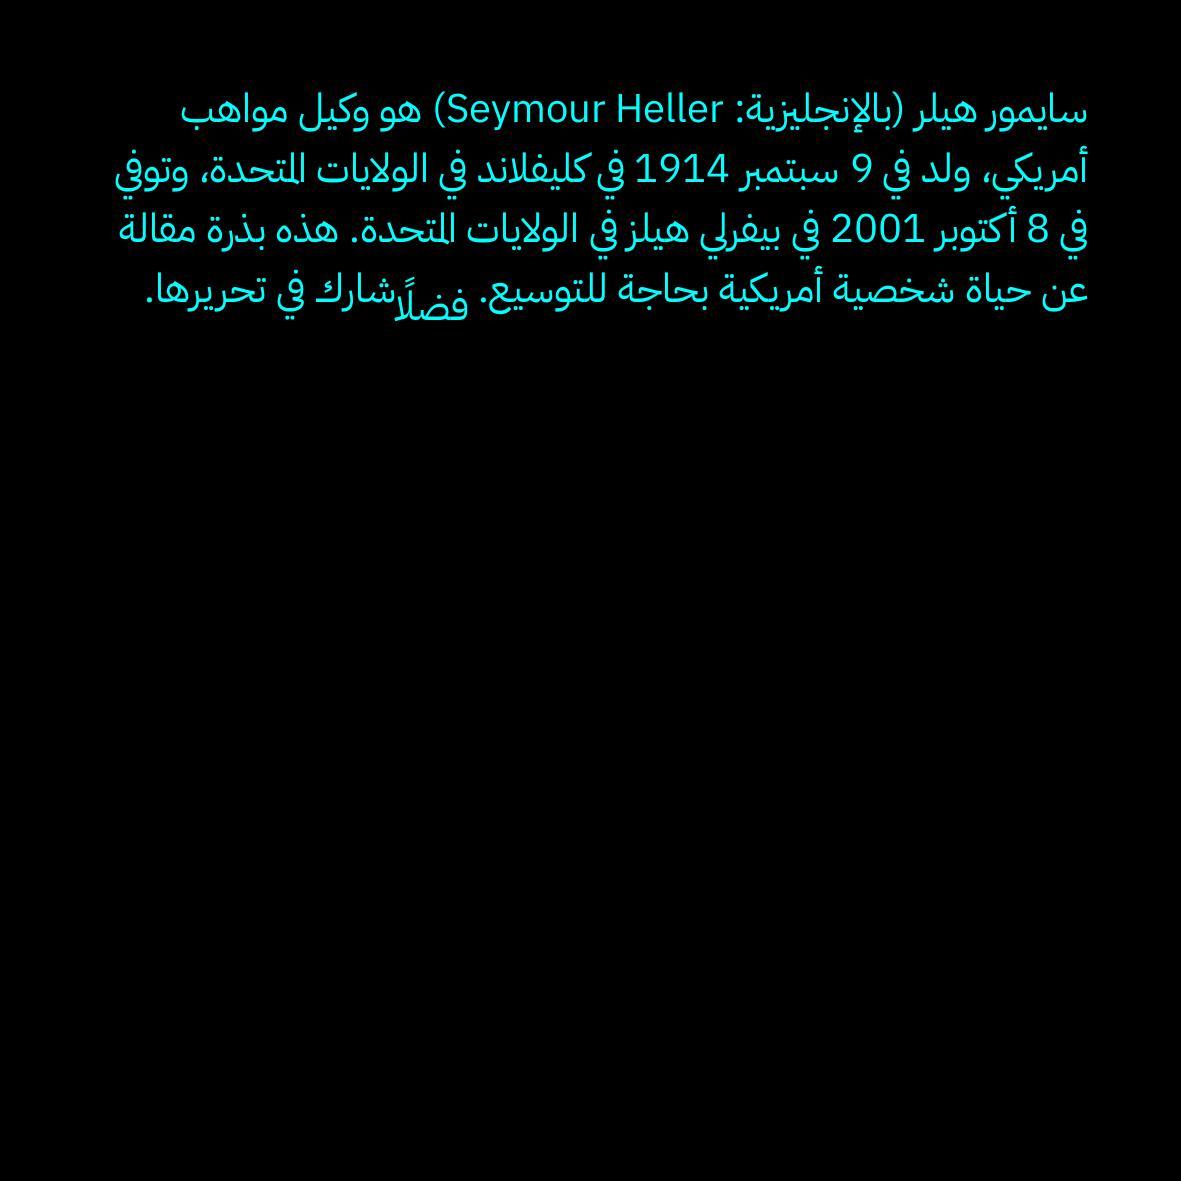 سايمور هيلر (بالإنجليزية: Seymour Heller) هو وكيل مواهب
أمريكي، ولد في 9 سبتمبر 1914 في كليفلاند في الولايات المتحدة، وتوفي
في 8 أكتوبر 2001 في بيفرلي هيلز في الولايات المتحدة. هذه بذرة مقالة
عن حياة شخصية أمريكية بحاجة للتوسيع. فضلًا شارك في تحريرها.